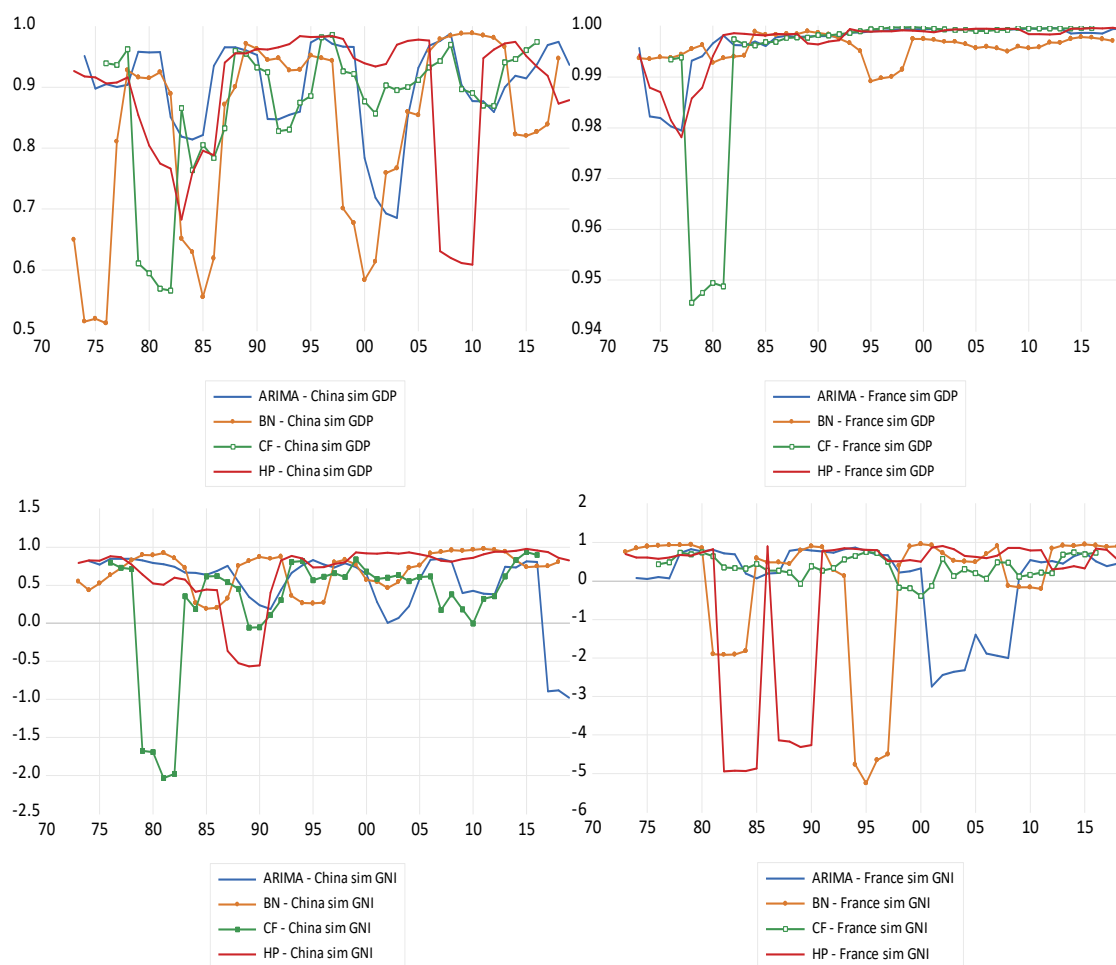 1.0
0.9
0.8
0.7
0.6
0.5
70 75 80 85 90 95 00 05 10 15
ARIMA - China sim GDP
BN - China sim GDP
CF - China sim GDP
HP - China sim GDP
1.00
0.99
0.98
0.97
0.96
0.95
0.94
70 75 80 85 90 95 00 05 10 15
ARIMA - France sim GDP
BN - France sim GDP
CF - France sim GDP
HP - France sim GDP
1.5
1.0
0.5
0.0
-0.5
-1.0
-1.5
-2.0
-2.5
70 75 80 85 90 95 00 05 10 15
ARIMA - China sim GNI
BN - China sim GNI
CF - China sim GNI
HP - China sim GNI
2
1
0
-1
-2
-3
-4
-5
-6
70 75 80 85 90 95 00 05 10 15
ARIMA - France sim GNI
BN - France sim GNI
CF - France sim GNI
HP - France sim GNI